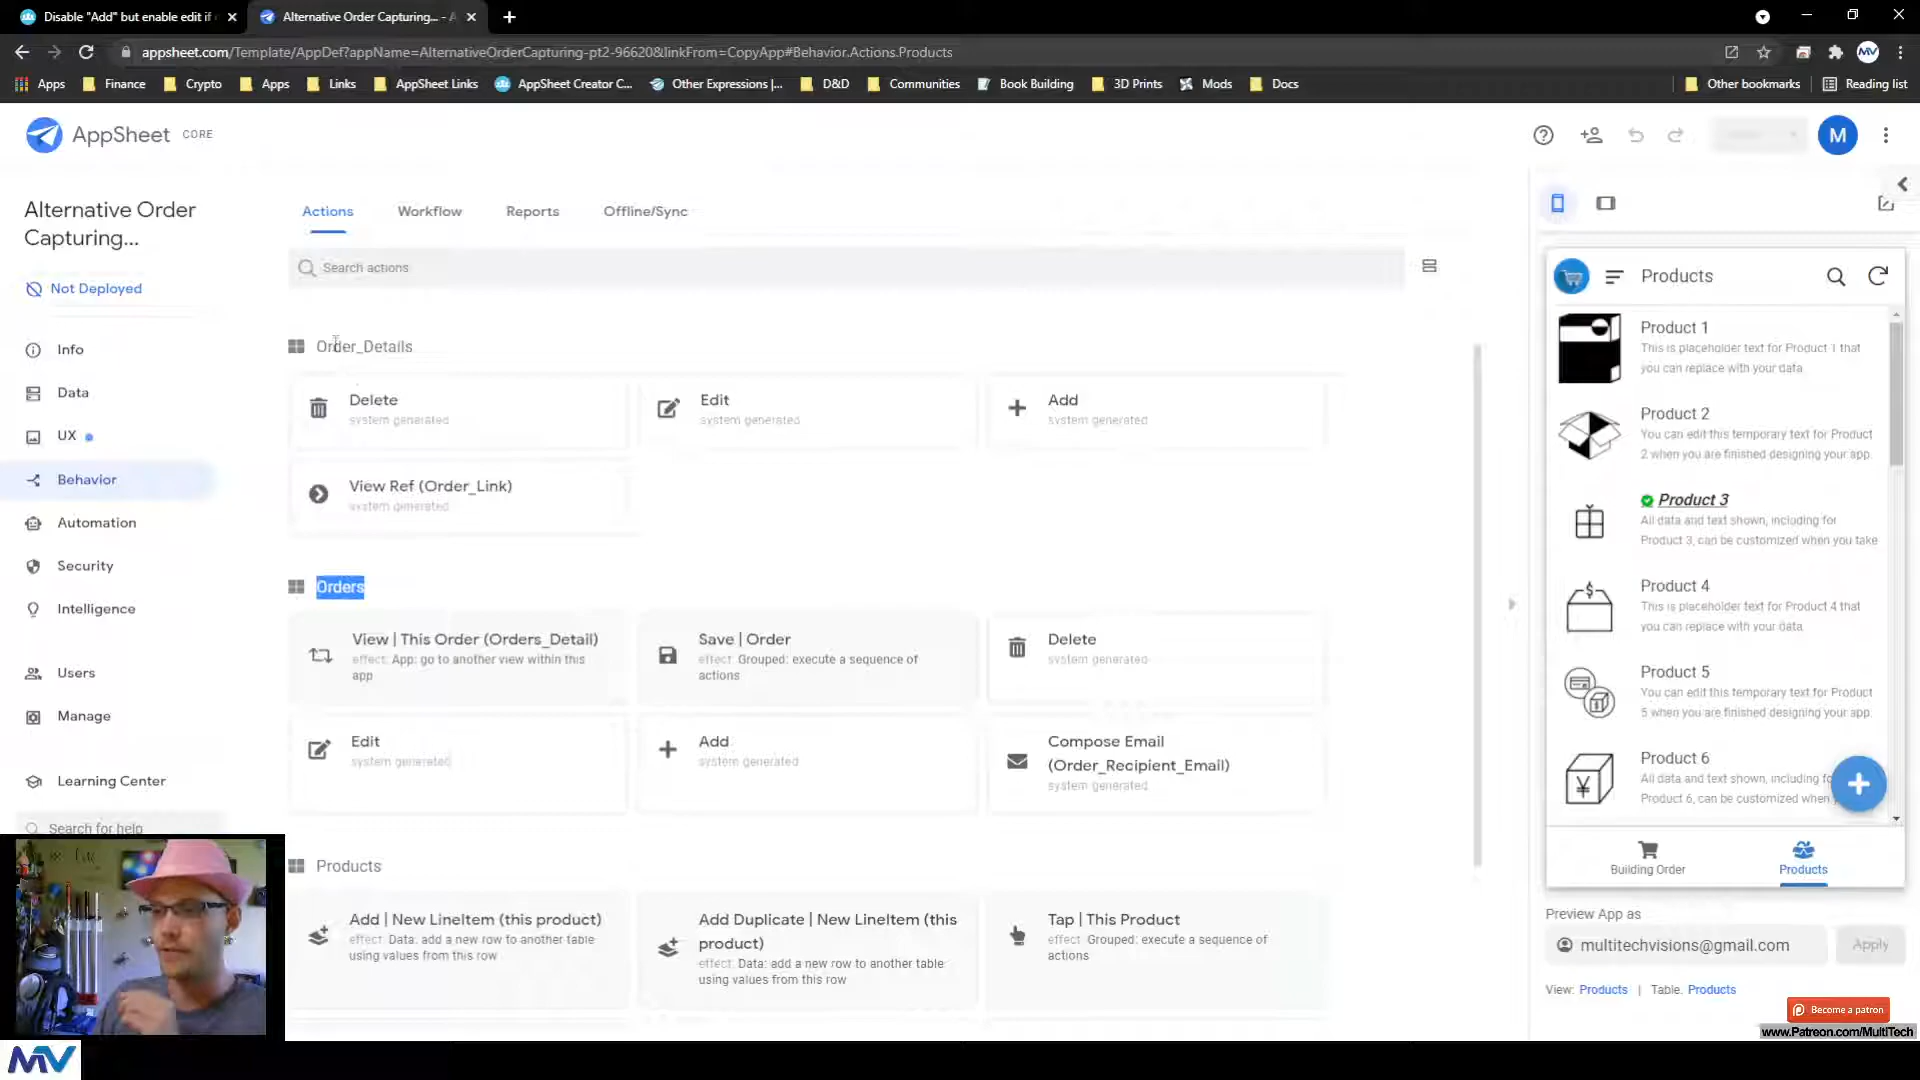 Disable "Add" but enable edit if
Alternative Order Capturing... - A
appsheet.com/Template/AppDef?appName=AlternativeOrderCapturing-pt2-96620&linkFrom=CopyApp#Behavior.Actions.Products
MV
Apps Finance Crypto Apps Links AppSheet Links AppSheet Creator C... Other Expressions |... D&D Communities Book Building 3D Prints Mods Docs Other bookmarks Reading list
AppSheet CORE
M
Alternative Order
Capturing...
Not Deployed
Info
Data
UX
Behavior
Automation
Security
Intelligence
Users
Manage
Learning Center
Search for help
Actions Workflow Reports Offline/Sync
Search actions
Order_Details
Delete
system generated
Edit
system generated
Add
system generated
View Ref (Order_Link)
system generated
Orders
View | This Order (Orders_Detail)
effect: App: go to another view within this
app
Save | Order
effect: Grouped: execute a sequence of
actions
Delete
system generated
Edit
system generated
Add
system generated
Compose Email
(Order_Recipient_Email)
system generated
Products
Add | New LineItem (this product)
effect: Data: add a new row to another table
using values from this row
Add Duplicate | New LineItem (this
product)
effect: Data: add a new row to another table
using values from this row
Tap | This Product
effect: Grouped: execute a sequence of
actions
Products
Product 1
This is placeholder text for Product 1 that
you can replace with your data.
Product 2
You can edit this temporary text for Product
2 when you are finished designing your app.
Product 3
All data and text shown, including for
Product 3, can be customized when you take
Product 4
This is placeholder text for Product 4 that
you can replace with your data.
Product 5
You can edit this temporary text for Product
5 when you are finished designing your app.
Product 6
All data and text shown, including fo
Product 6, can be customized when
Building Order
Products
Preview App as
multitechvisions@gmail.com
Apply
View: Products | Table: Products
Become a patron
www.Patreon.com/MultiTech
MV